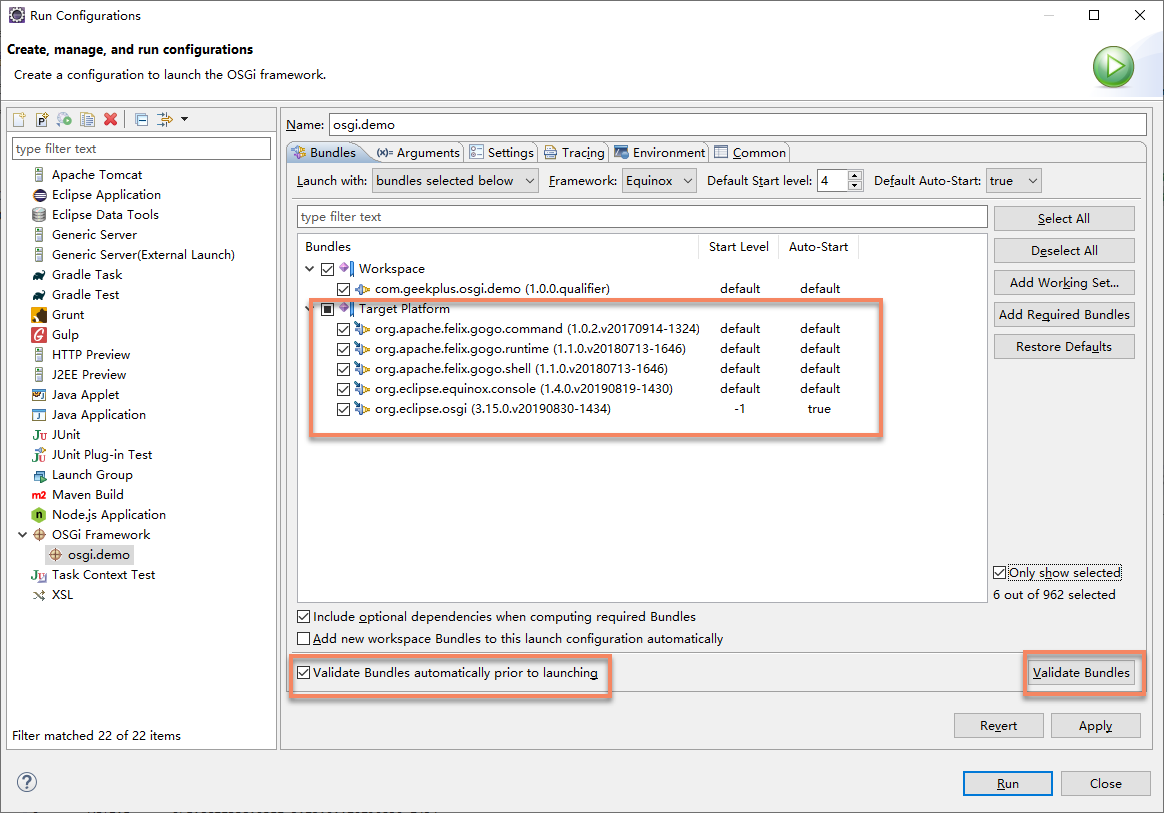 Run Configurations
Create, manage, and run configurations
Create a configuration to launch the OSGi framework.
type filter text
Apache Tomcat
Eclipse Application
Eclipse Data Tools
Generic Server
Generic Server(External Launch)
Gradle Task
Gradle Test
Grunt
Gulp
HTTP Preview
J2EE Preview
Java Applet
Java Application
JUnit
JUnit Plug-in Test
Launch Group
Maven Build
Node.js Application
OSGi Framework
osgi.demo
Task Context Test
XSL
Filter matched 22 of 22 items
Name: osgi.demo
Bundles (x)= Arguments Settings Tracing Environment Common
Launch with: bundles selected below Framework: Equinox Default Start level: 4 Default Auto-Start: true
type filter text
Bundles Start Level Auto-Start
Workspace
com.geekplus.osgi.demo (1.0.0.qualifier) default default
Target Platform
org.apache.felix.gogo.command (1.0.2.v20170914-1324) default default
org.apache.felix.gogo.runtime (1.1.0.v20180713-1646) default default
org.apache.felix.gogo.shell (1.1.0.v20180713-1646) default default
org.eclipse.equinox.console (1.4.0.v20190819-1430) default default
org.eclipse.osgi (3.15.0.v20190830-1434) -1 true
Select All
Deselect All
Add Working Set...
Add Required Bundles
Restore Defaults
Only show selected
6 out of 962 selected
Include optional dependencies when computing required Bundles
Add new workspace Bundles to this launch configuration automatically
Validate Bundles automatically prior to launching
Validate Bundles
Revert Apply
Run Close